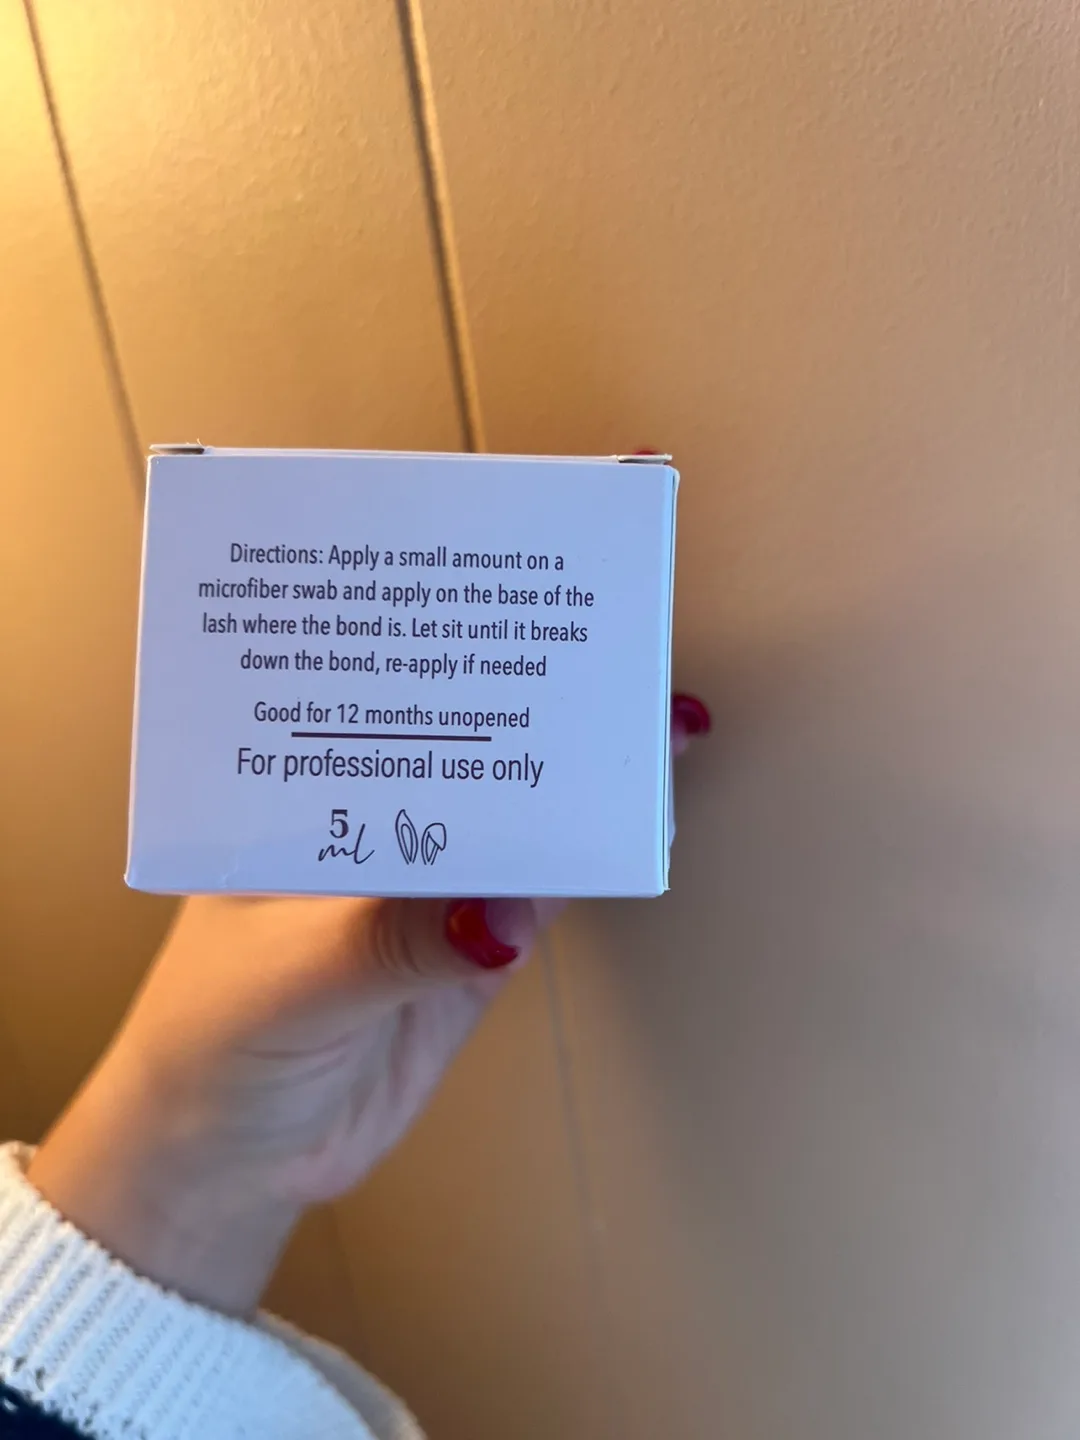 Directions: Apply a small amount on a
microfiber swab and apply on the base of the
lash where the bond is. Let sit until it breaks
down the bond, re-apply if needed
Good for 12 months unopened
For professional use only
5
ml